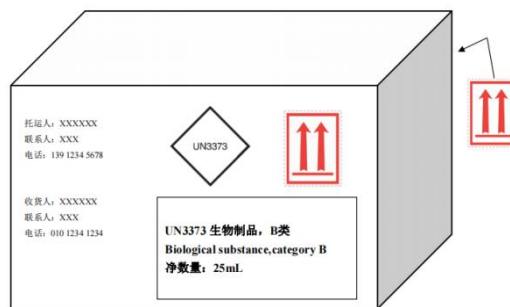 托运人：XXXXXX
联系人：XXX
电话：139 1234 5678
UN3373
收货人：XXXXXX
联系人：XXX
电话：010 1234 1234
UN3373 生物制品，B类
Biological substance,category B
净数量：25mL